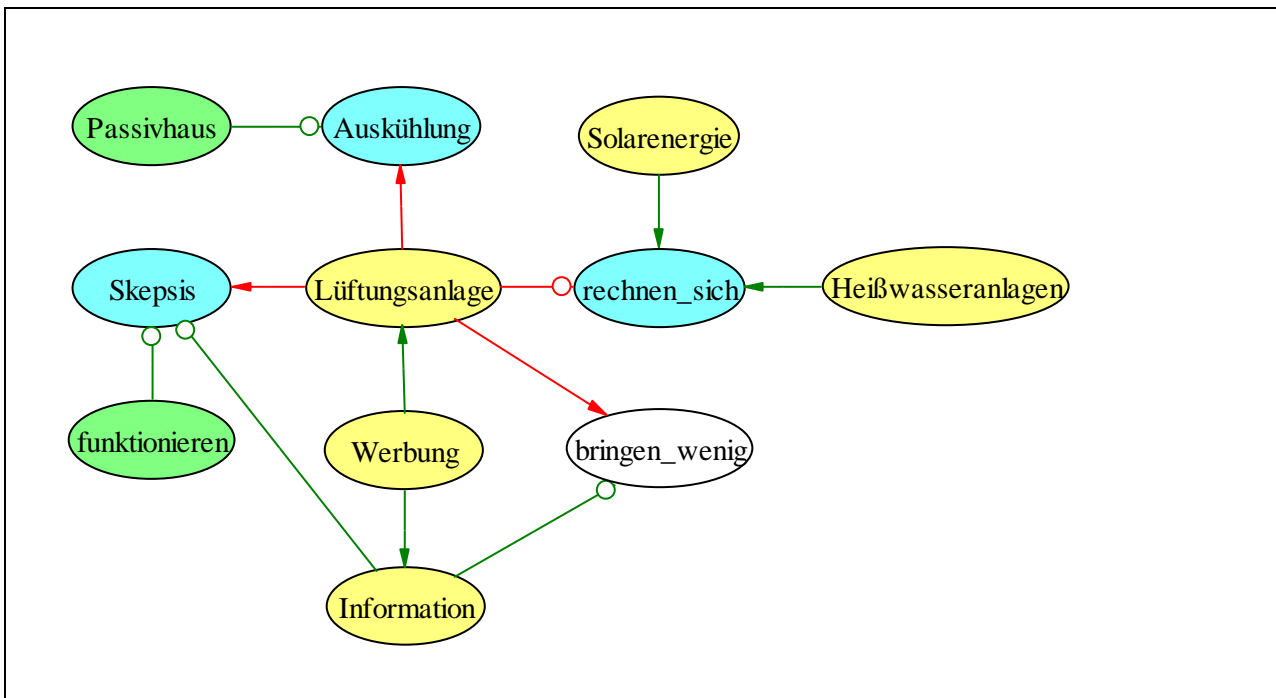 Passivhaus
Auskühlung
Solarenergie
Skepsis
Lüftungsanlage
rechnen_sich
Heißwasseranlagen
funktionieren
Werbung
bringen_wenig
Information